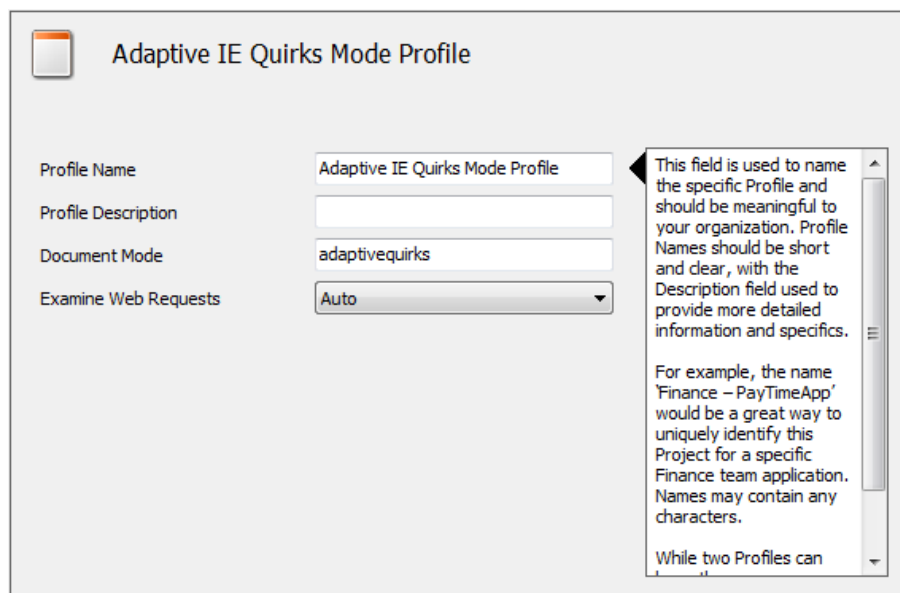 Adaptive IE Quirks Mode Profile
Profile Name
Adaptive IE Quirks Mode Profile
Profile Description
Document Mode
adaptivequirks
Examine Web Requests
Auto
This field is used to name
the specific Profile and
should be meaningful to
your organization. Profile
Names should be short
and clear, with the
Description field used to
provide more detailed
information and specifics.
For example, the name
'Finance – PayTimeApp'
would be a great way to
uniquely identify this
Project for a specific
Finance team application.
Names may contain any
characters.
While two Profiles can